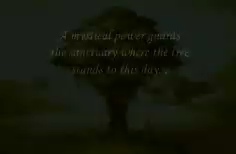 A mystical power guards
the sanctuary where the tree
stands to this day...